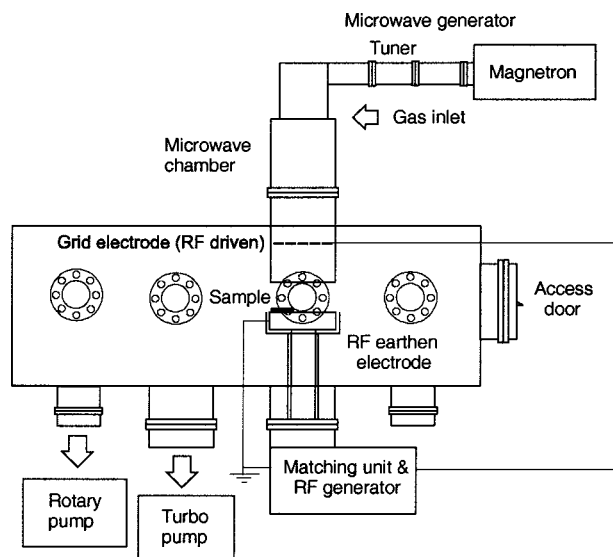 Microwave generator
Tuner
Magnetron
Gas inlet
Microwave
chamber
Grid electrode (RF driven)
Sample
Access
door
RF earthen
electrode
Matching unit &
RF generator
Rotary
pump
Turbo
pump